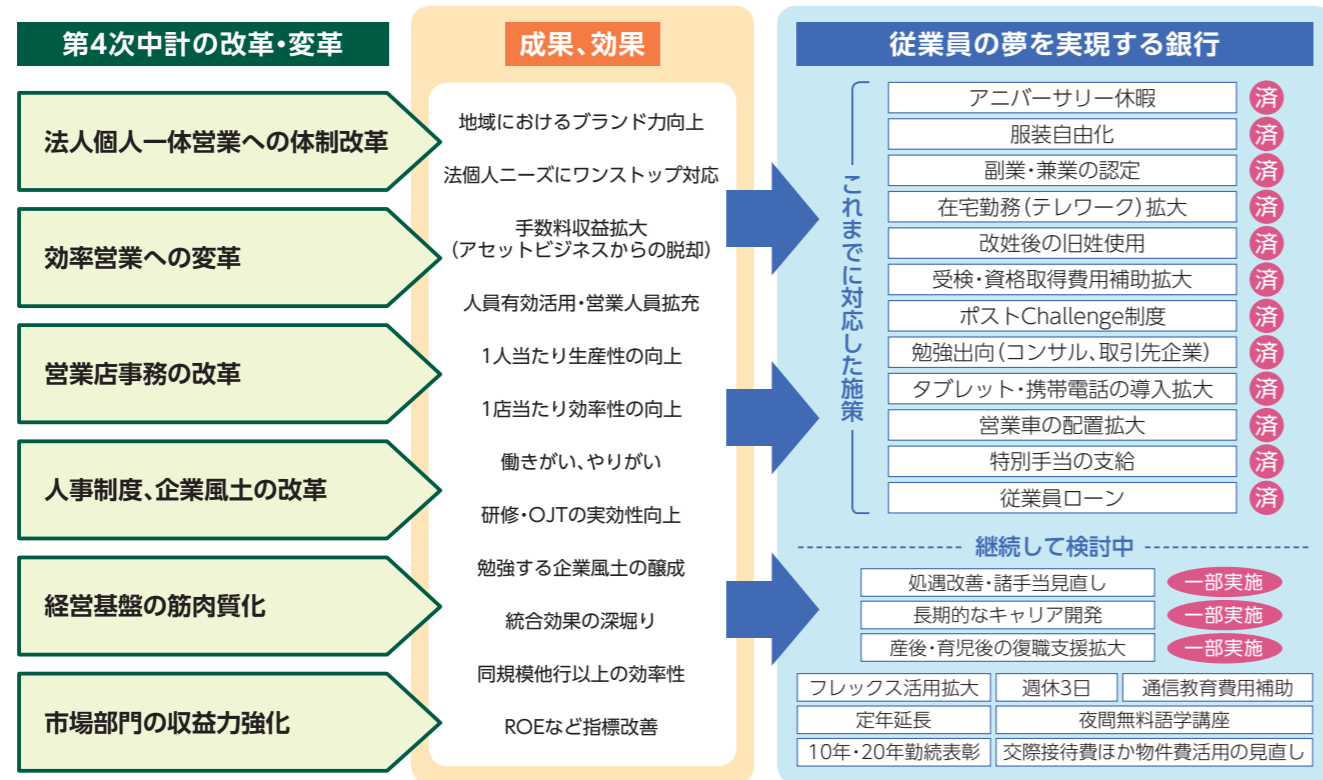 第4次中計の改革・変革
法人個人一体営業への体制改革
効率営業への変革
営業店事務の改革
人事制度、企業風土の改革
経営基盤の筋肉質化
市場部門の収益力強化
成果、効果
地域におけるブランド力向上
法個人ニーズにワンストップ対応
手数料収益拡大
(アセットビジネスからの脱却)
人員有効活用・営業人員拡充
1人当たり生産性の向上
1店当たり効率性の向上
働きがい、やりがい
研修・OJTの実効性向上
勉強する企業風土の醸成
統合効果の深堀り
同規模他行以上の効率性
ROEなど指標改善
従業員の夢を実現する銀行
これまでに対応した施策
アニバーサリー休暇 済
服装自由化 済
副業・兼業の認定 済
在宅勤務(テレワーク)拡大 済
改姓後の旧姓使用 済
受検・資格取得費用補助拡大 済
ポストChallenge制度 済
勉強出向(コンサル、取引先企業) 済
タブレット・携帯電話の導入拡大 済
営業車の配置拡大 済
特別手当の支給 済
従業員ローン 済
継続して検討中
処遇改善・諸手当見直し 一部実施
長期的なキャリア開発 一部実施
産後・育児後の復職支援拡大 一部実施
フレックス活用拡大 週休3日 通信教育費用補助
定年延長 夜間無料語学講座
10年・20年勤続表彰 交際接待費ほか物件費活用の見直し